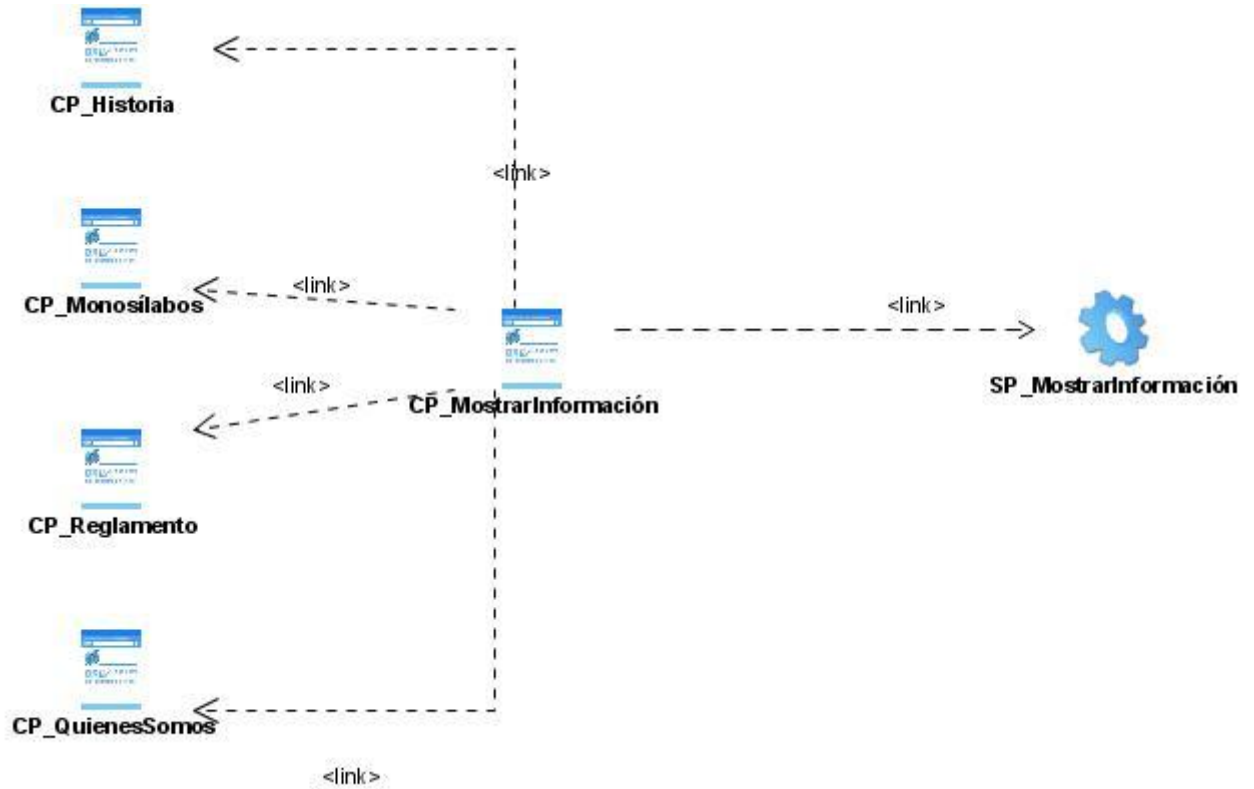 CP_Historia
<link>
CP_Monosílabos
<link>
<link>
SP_MostrarInformación
<link>
CP_MostrarInformación
CP_Reglamento
CP_QuienesSomos
<link>